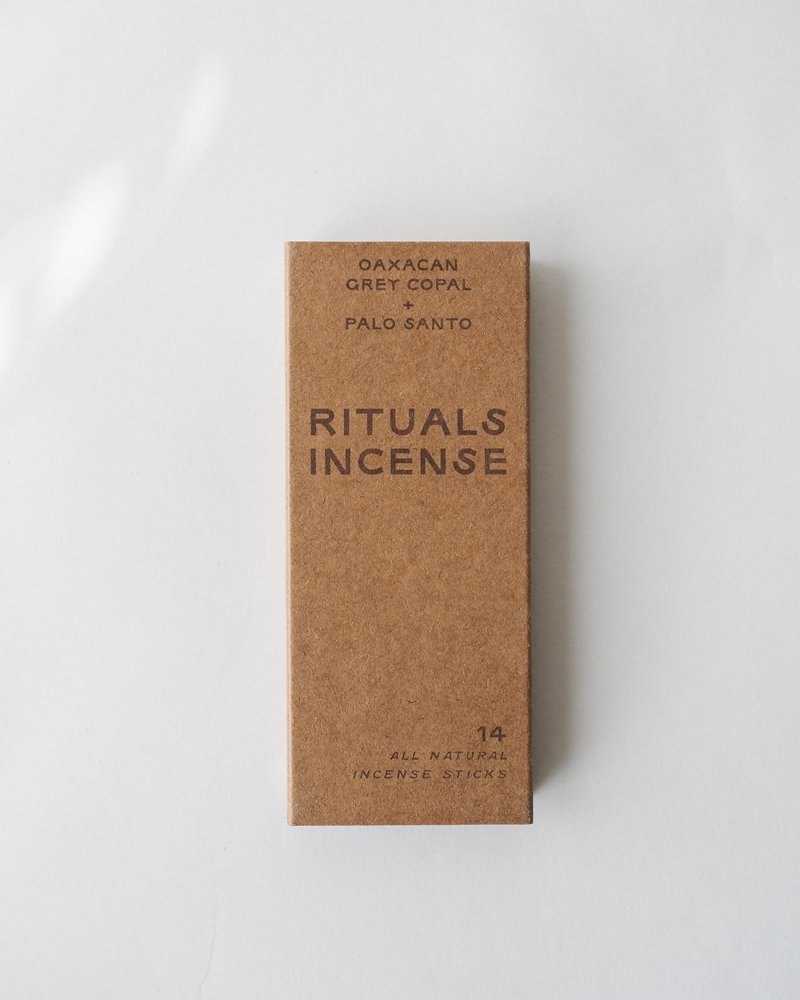 OAXACAN
GREY COPAL
+
PALO SANTO
RITUALS
INCENSE
14
ALL NATURAL
INCENSE STICKS